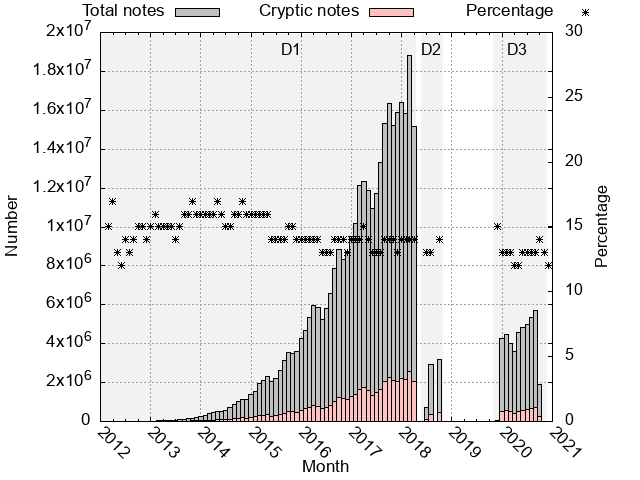 Total notes Cryptic notes Percentage
D1 D2 D3
2x10^7
1.8x10^7
1.6x10^7
1.4x10^7
1.2x10^7
1x10^7
8x10^6
6x10^6
4x10^6
2x10^6
0
Number
30
25
20
15
10
5
0
Percentage
2012 2013 2014 2015 2016 2017 2018 2019 2020 2021
Month